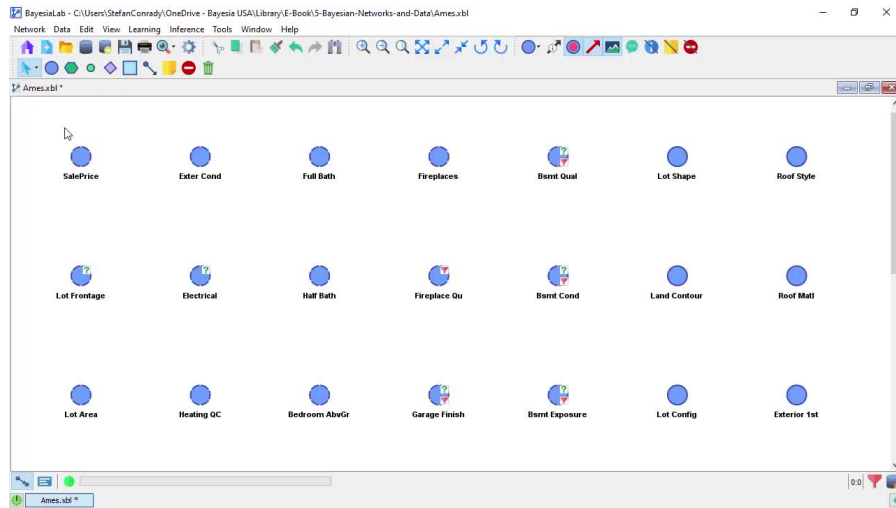 BayesiaLab - C:\Users\StefanConrady\OneDrive - Bayesia USA\Library\E-Book\5-Bayesian-Networks-and-Data\Ames.xbl
Network Data Edit View Learning Inference Tools Window Help
Ames.xbl *
SalePrice Exter Cond Full Bath Fireplaces Bsmt Qual Lot Shape Roof Style
Lot Frontage Electrical Half Bath Fireplace Qu Bsmt Cond Land Contour Roof Matl
Lot Area Heating QC Bedroom AbvGr Garage Finish Bsmt Exposure Lot Config Exterior 1st
0:0
Ames.xbl *